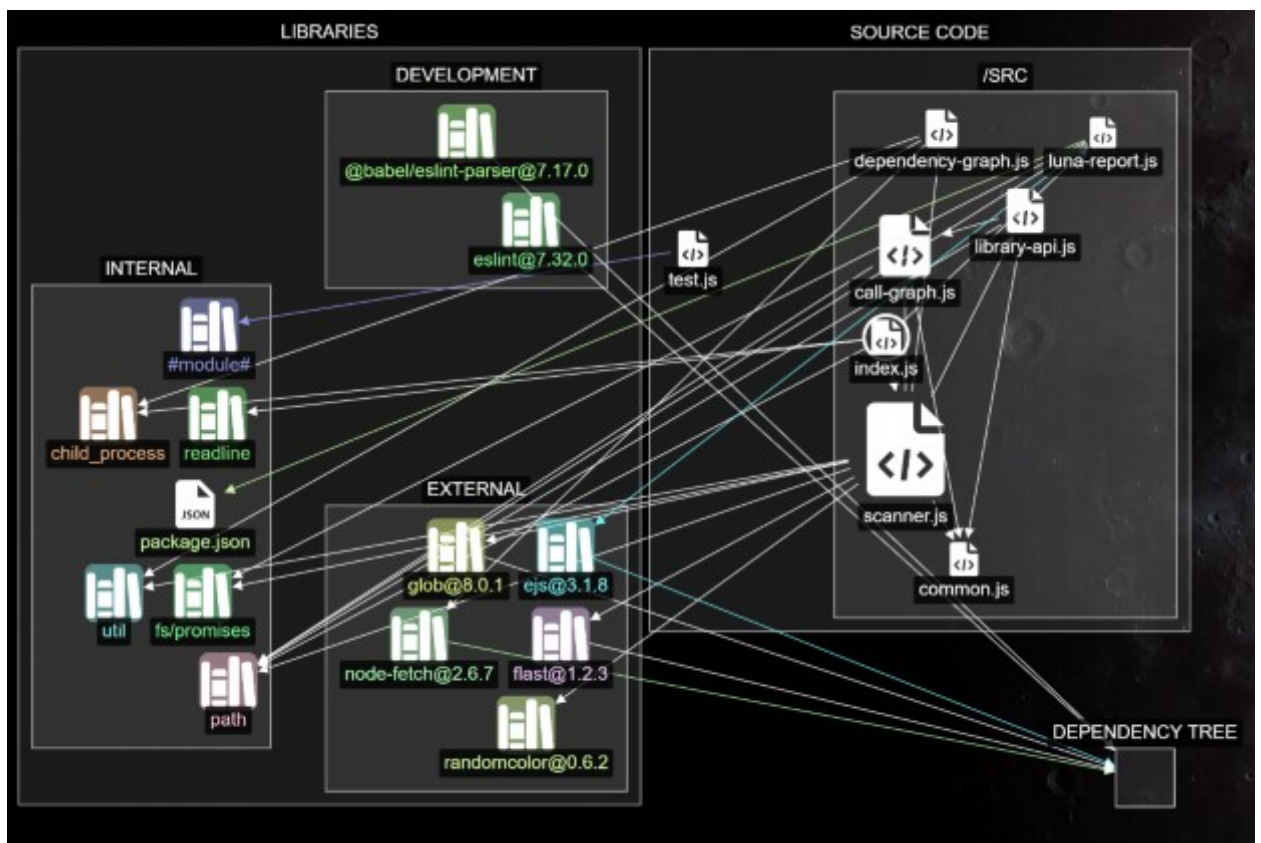 LIBRARIES
SOURCE CODE
DEVELOPMENT
/SRC
@babel/eslint-parser@7.17.0
dependency-graph.js
luna-report.js
eslint@7.32.0
library-api.js
test.js
call-graph.js
INTERNAL
#module#
index.js
child_process
readline
EXTERNAL
JSON
package.json
scanner.js
glob@8.0.1
ejs@3.1.8
common.js
util
fs/promises
node-fetch@2.6.7
flast@1.2.3
path
DEPENDENCY TREE
randomcolor@0.6.2